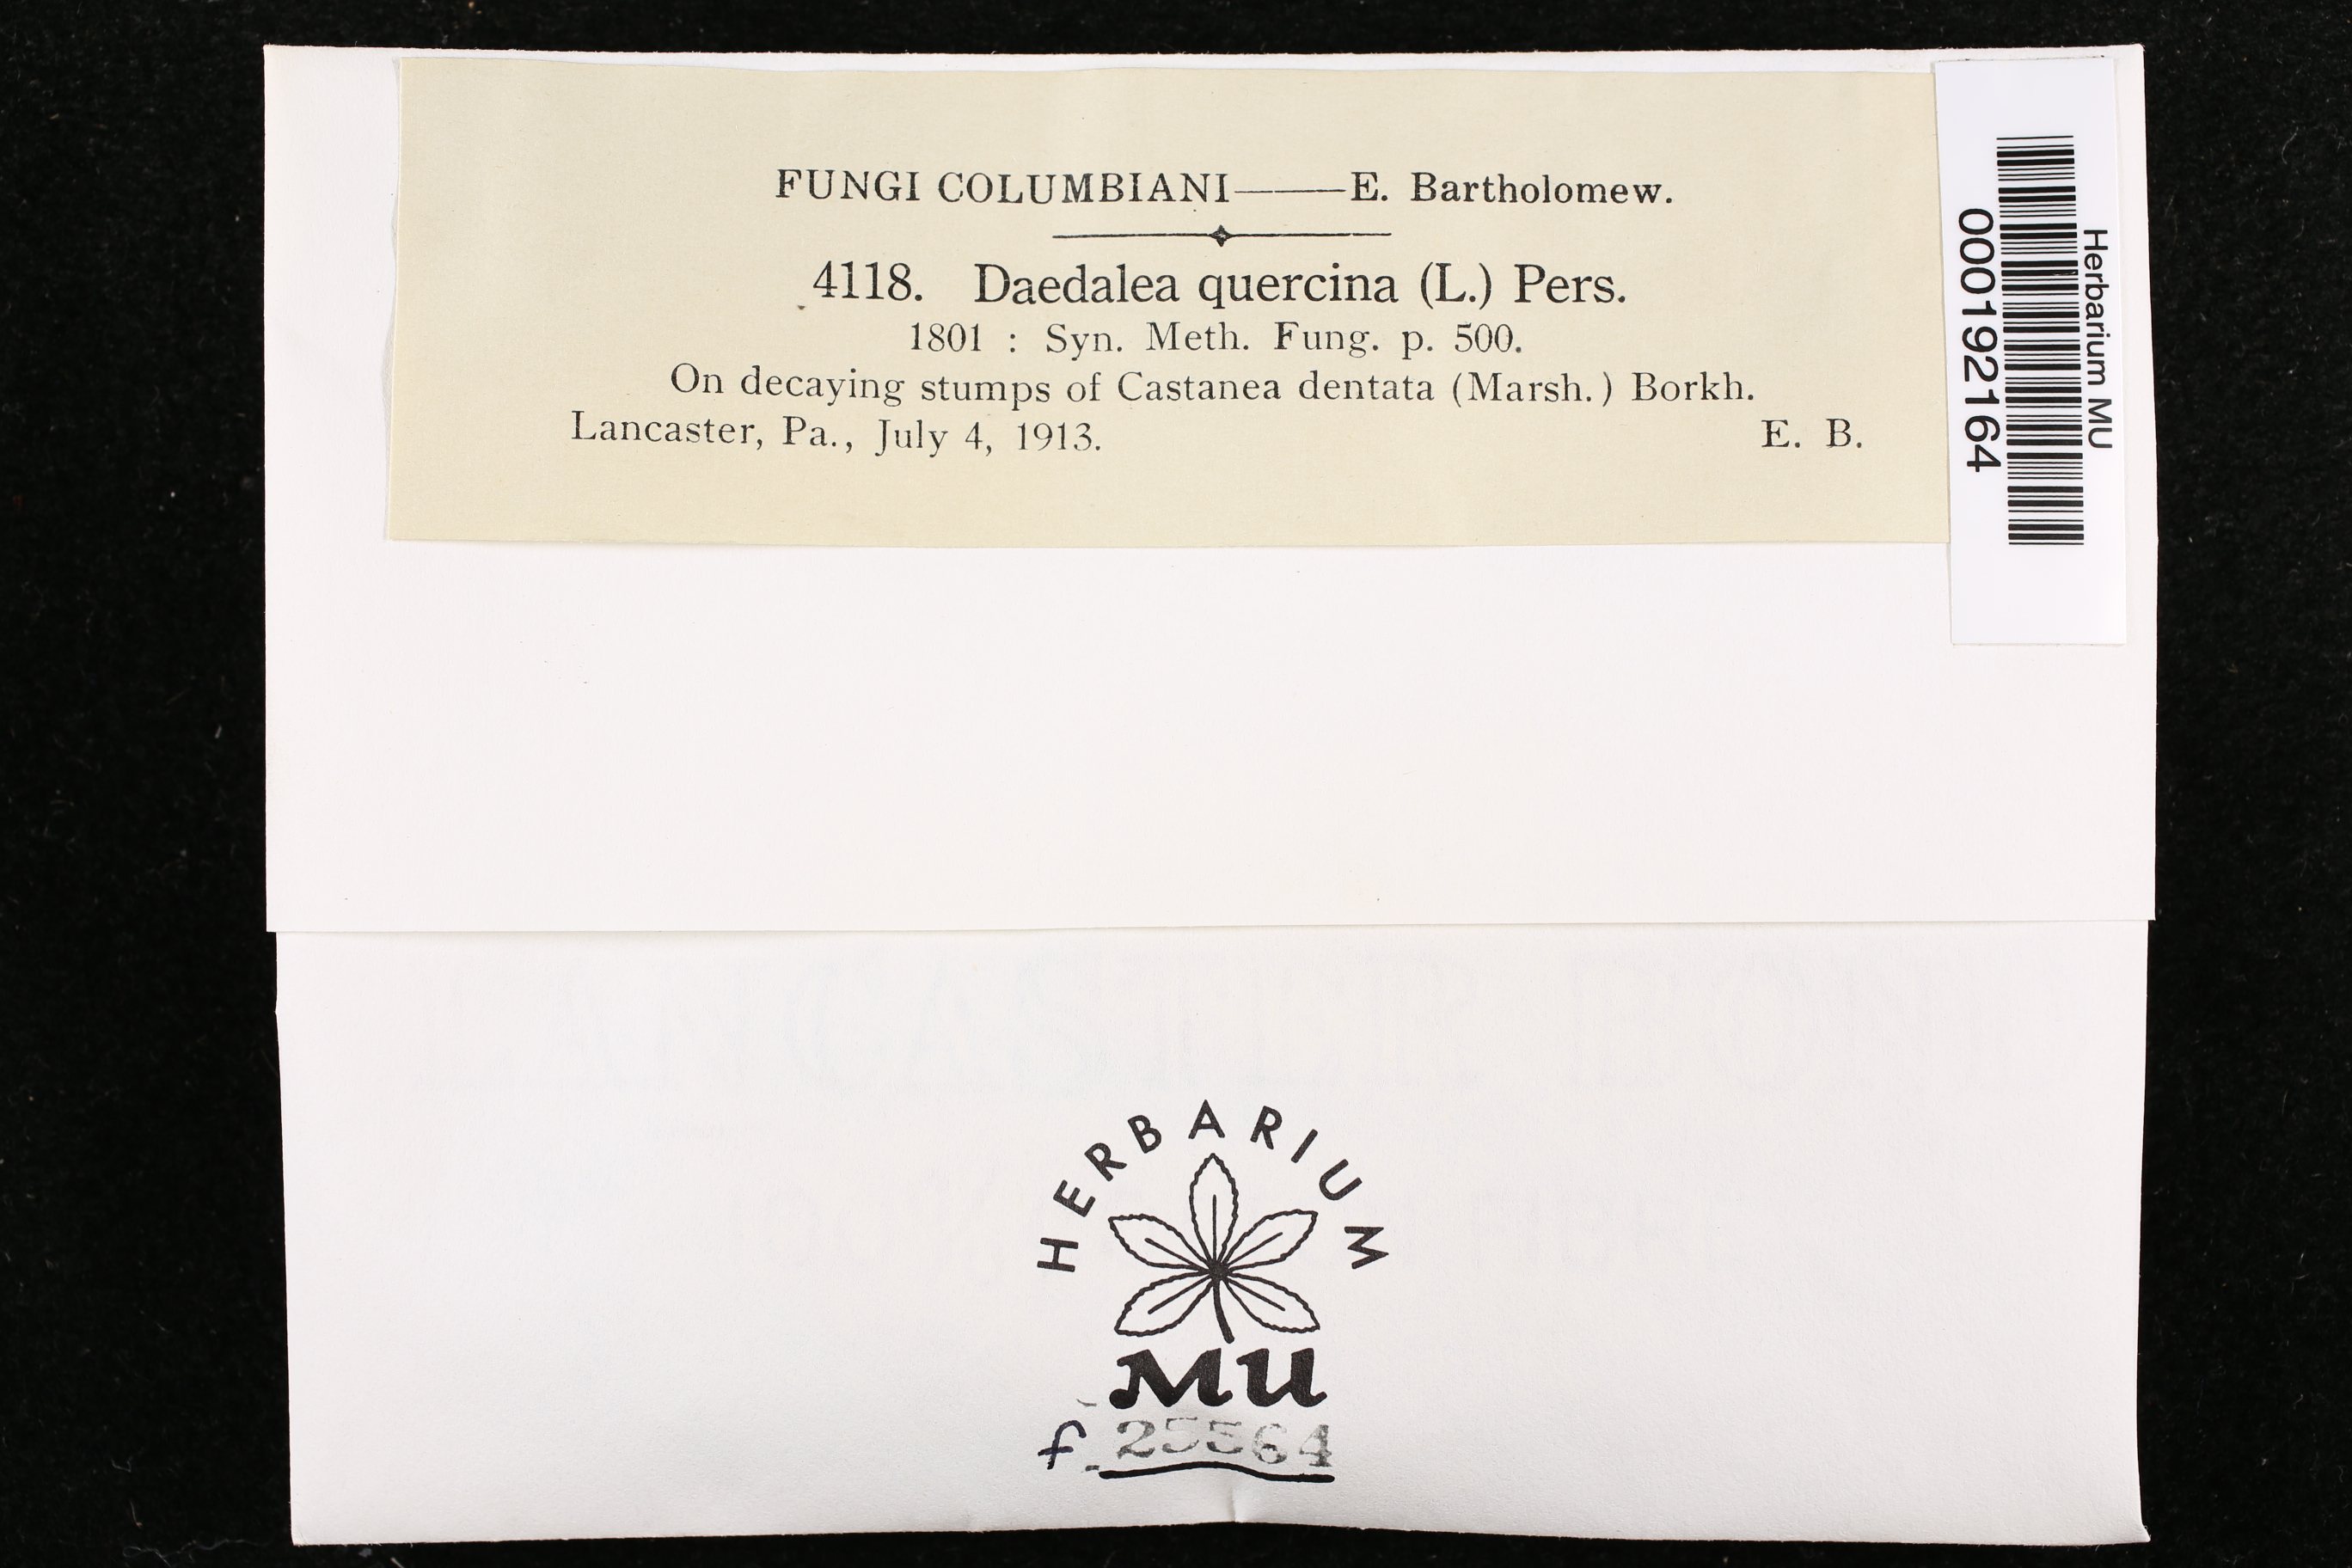 FUNGI COLUMBIANI——E. Bartholomew.
4118. Daedalea quercina (L.) Pers.
1801 : Syn. Meth. Fung. p. 500.
On decaying stumps of Castanea dentata (Marsh.) Borkh.
Lancaster, Pa., July 4, 1913. E. B.
Herbarium MU
000192164
HERBARIUM
MU
f. 25564